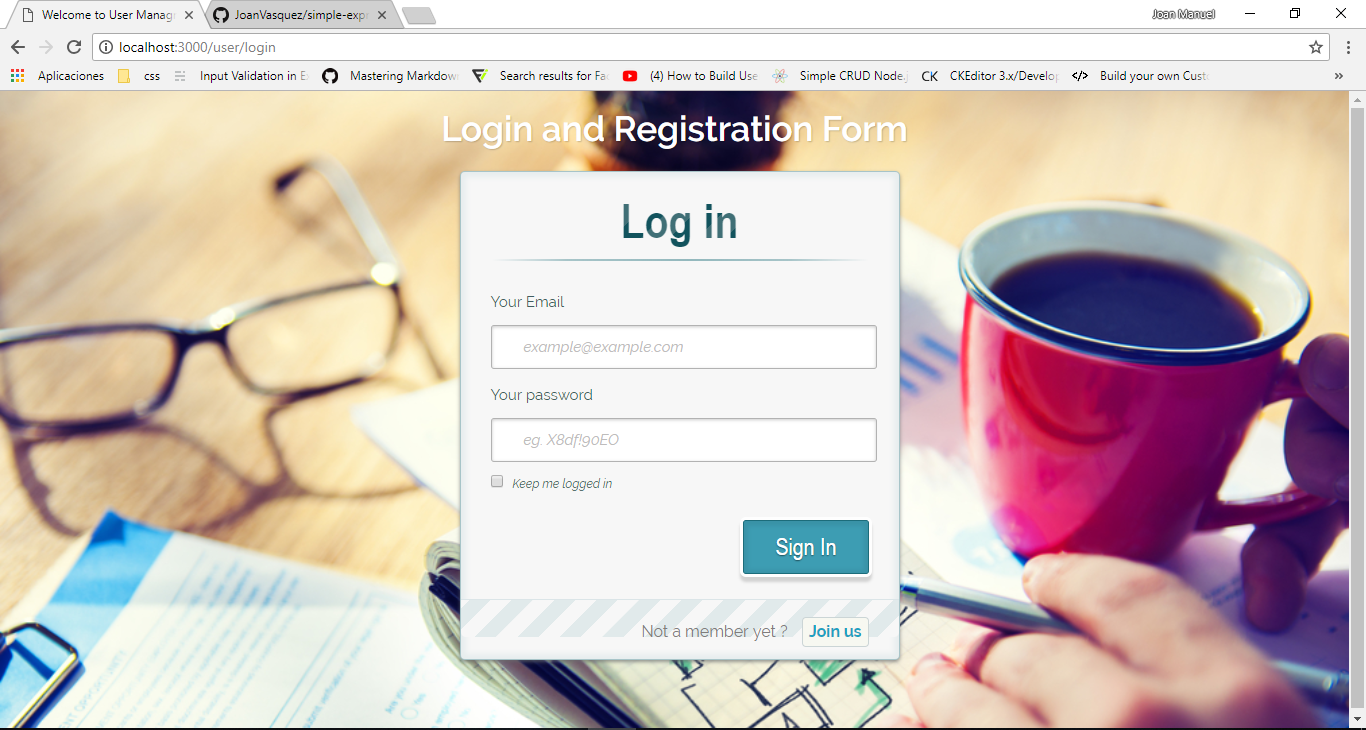 Welcome to User Manag
JoanVasquez/simple-exp
Joan Manuel
localhost:3000/user/login
Aplicaciones
css
Input Validation in E
Mastering Markdow
Search results for Fa
(4) How to Build Use
Simple CRUD Node.j
CK CKEditor 3.x/Develop
</> Build your own Cust
»
Login and Registration Form
Log in
Your Email
example@example.com
Your password
eg. X8df!90EO
Keep me logged in
Sign In
Not a member yet ? Join us